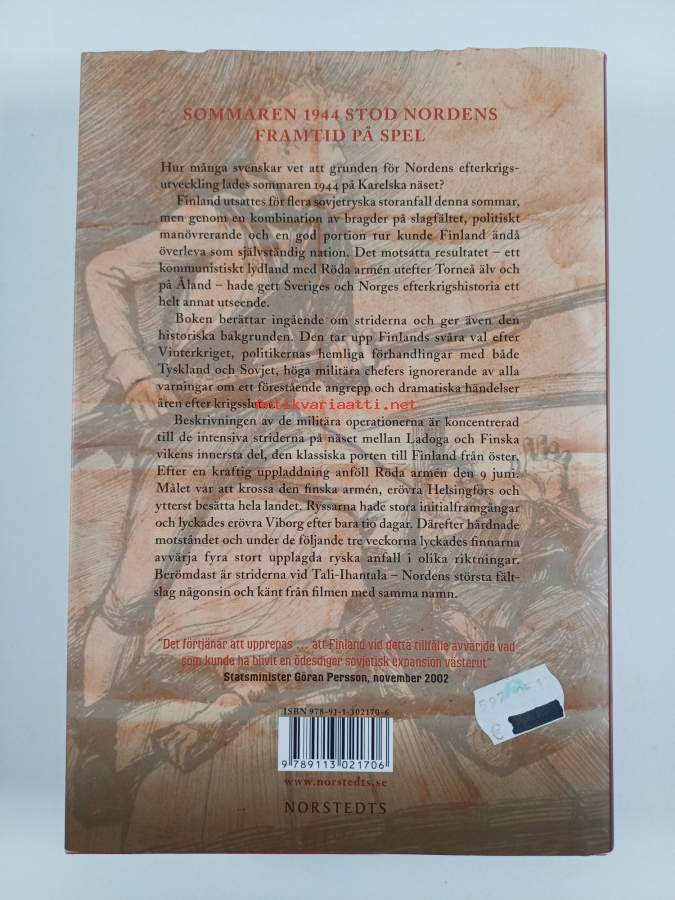 SOMMAREN 1944 STOD NORDENS
FRAMTID PÅ SPEL
Hur många svenskar vet att grunden för Nordens efterkrigs-
utveckling lades sommaren 1944 på Karelska näset?
Finland utsattes för flera sovjetryska storanfall denna sommar,
men genom en kombination av bragder på slagfältet, politiskt
manövrerande och en god portion tur kunde Finland ändå
överleva som självständig nation. Det motsatta resultatet – ett
kommunistiskt lydland med Röda armén utefter Torneå älv och
på Åland – hade gett Sveriges och Norges efterkrigshistoria ett
helt annat utseende.
Boken berättar ingående om striderna och ger även den
historiska bakgrunden. Den tar upp Finlands svåra val efter
Vinterkriget, politikernas hemliga förhandlingar med både
Tyskland och Sovjet, höga militära chefers ignorerande av alla
varningar om ett förestående angrepp och dramatiska händelser
åren efter krigsslutet.
antikvariaatti.net
Beskrivningen av de militära operationerna är koncentrerad
till de intensiva striderna på näset mellan Ladoga och Finska
vikens innersta del, den klassiska porten till Finland från öster.
Efter en kraftig uppladdning anföll Röda armén den 9 juni.
Målet var att krossa den finska armén, erövra Helsingfors och
ytterst besätta hela landet. Ryssarna hade stora initialframgångar
och lyckades erövra Viborg efter bara tio dagar. Därefter hårdnade
motståndet och under de följande tre veckorna lyckades finnarna
avvärja fyra stort upplagda ryska anfall i olika riktningar.
Berömdast är striderna vid Tali-Ihantala – Nordens största fält-
slag någonsin och känt från filmen med samma namn.
"Det förtjänar att upprepas ... att Finland vid detta tillfälle avvärjde vad
som kunde ha blivit en ödesdiger sovjetisk expansion västerut"
Statsminister Göran Persson, november 2002
ISBN 978-91-1-302170-6
9 789113 021706
www.norstedts.se
NORSTEDTS
€